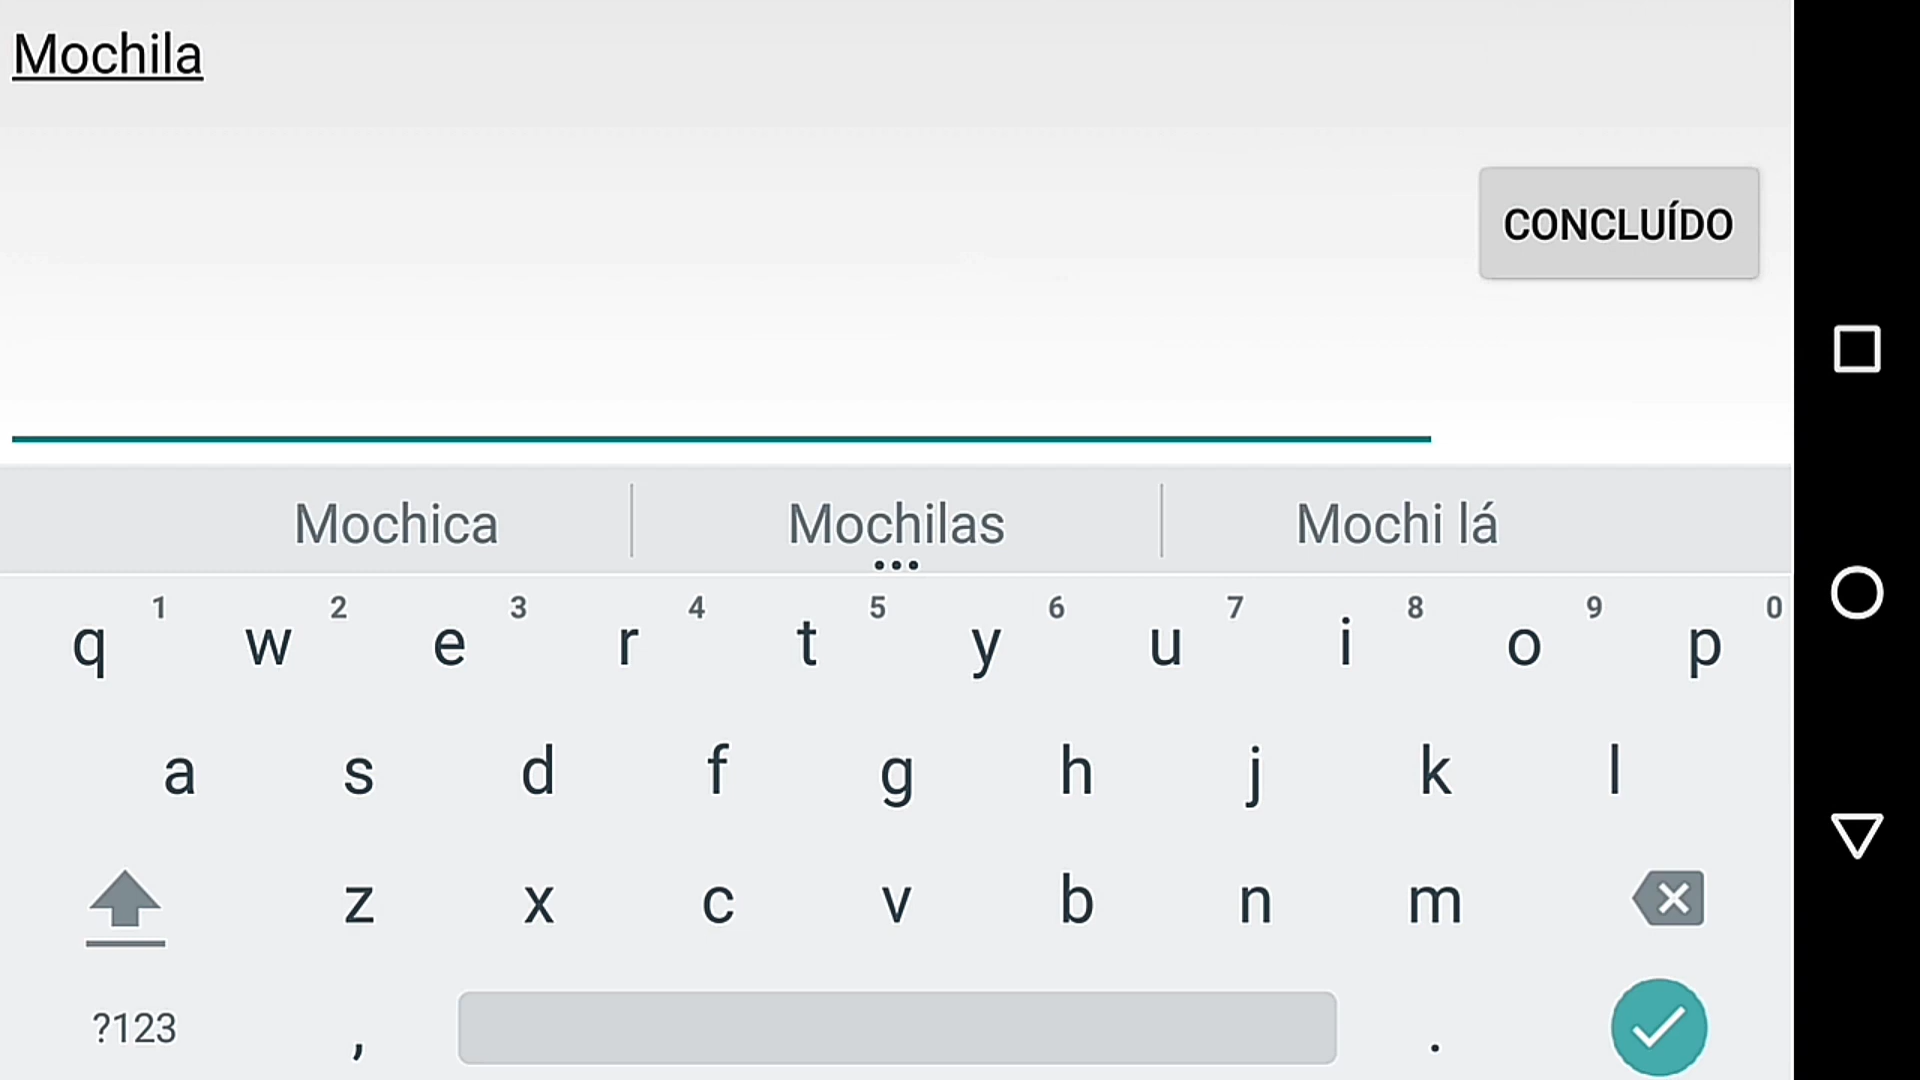 Mochila
CONCLUÍDO
Mochica Mochilas Mochi lá
1 2 3 4 5 6 7 8 9 0
q w e r t y u i o p
a s d f g h j k l
z x c v b n m
?123 , .